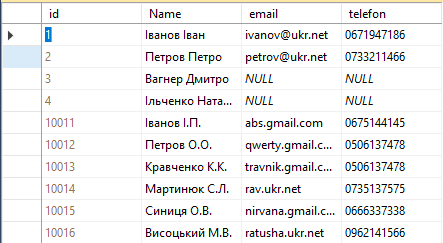 id Name email telefon
1 Іванов Іван ivanov@ukr.net 0671947186
2 Петров Петро petrov@ukr.net 0733211466
3 Вагнер Дмитро NULL NULL
4 Ільченко Ната... NULL NULL
10011 Іванов І.П. abs.gmail.com 0675144145
10012 Петров О.О. qwerty.gmail.c... 0506137478
10013 Кравченко К.К. travnik.gmail.c... 0506137478
10014 Мартинюк С.Л. rav.ukr.net 0735137575
10015 Синиця О.В. nirvana.gmail.c... 0666337338
10016 Висоцький М.В. ratusha.ukr.net 0962141566